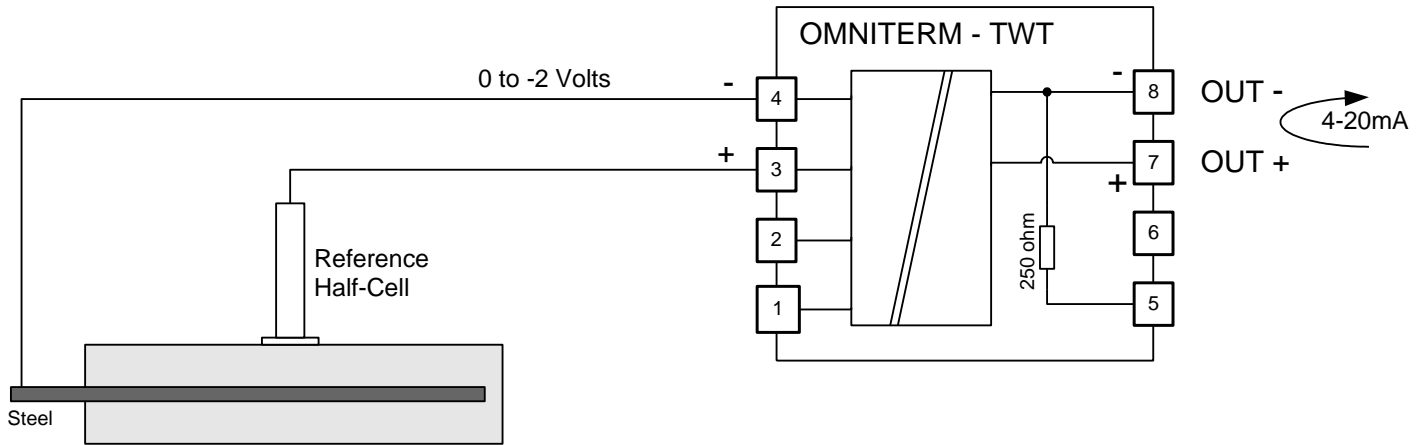 OMNITERM - TWT
0 to -2 Volts
-
4
-
8
OUT -
4-20mA
+
3
7
OUT +
+
2
6
250 ohm
1
5
Reference
Half-Cell
Steel